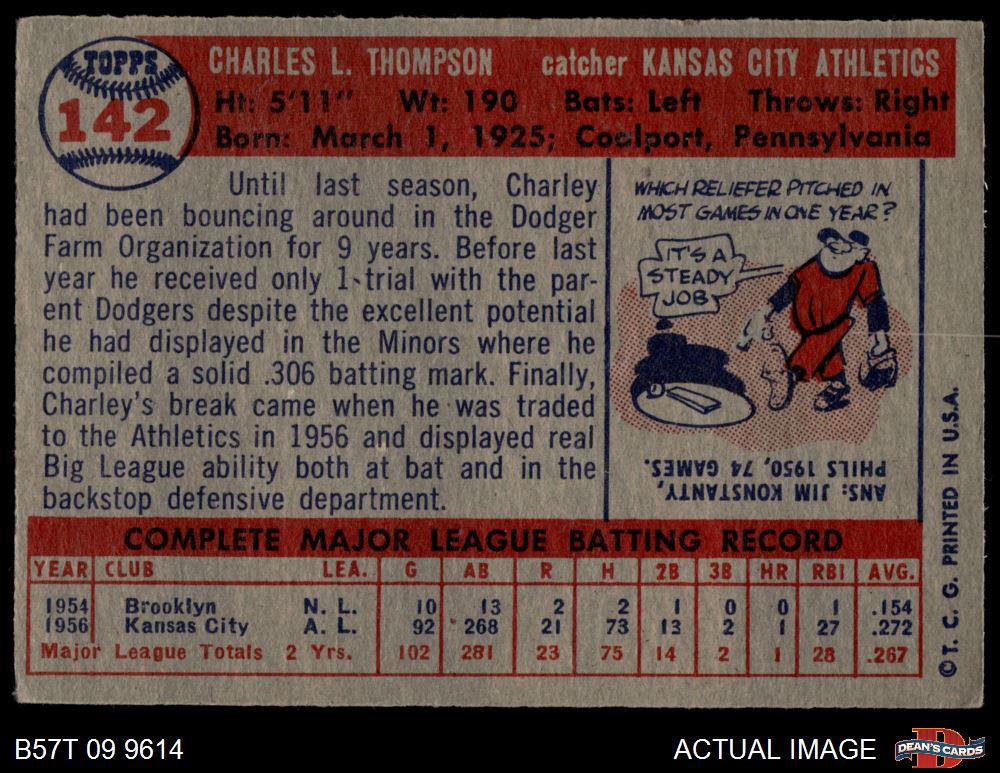 TOPPS
142
CHARLES L. THOMPSON catcher KANSAS CITY ATHLETICS
Ht: 5'11" Wt: 190 Bats: Left Throws: Right
Born: March 1, 1925; Coalport, Pennsylvania
Until last season, Charley
had been bouncing around in the Dodger
Farm Organization for 9 years. Before last
year he received only 1 trial with the par-
ent Dodgers despite the excellent potential
he had displayed in the Minors where he
compiled a solid .306 batting mark. Finally,
Charley's break came when he was traded
to the Athletics in 1956 and displayed real
Big League ability both at bat and in the
backstop defensive department.
WHICH RELIEFER PITCHED IN
MOST GAMES IN ONE YEAR?
IT'S A
STEADY
JOB
ANS: JIM KONSTANTY,
PHILS 1950, 74 GAMES.
COMPLETE MAJOR LEAGUE BATTING RECORD
YEAR CLUB LEA. G AB R H 2B 3B HR RBI AVG.
1954 Brooklyn N. L. 10 13 2 2 1 0 0 1 .154
1956 Kansas City A. L. 92 268 21 73 13 2 1 27 .272
Major League Totals 2 Yrs. 102 281 23 75 14 2 1 28 .267
© T. C. G. PRINTED IN U.S.A.
B57T 09 9614
ACTUAL IMAGE
D
DEAN'S CARDS